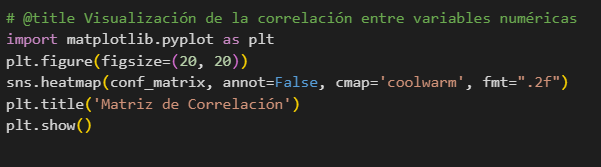 # @title Visualización de la correlación entre variables numéricas
import matplotlib.pyplot as plt
plt.figure(figsize=(20, 20))
sns.heatmap(conf_matrix, annot=False, cmap='coolwarm', fmt=".2f")
plt.title('Matriz de Correlación')
plt.show()